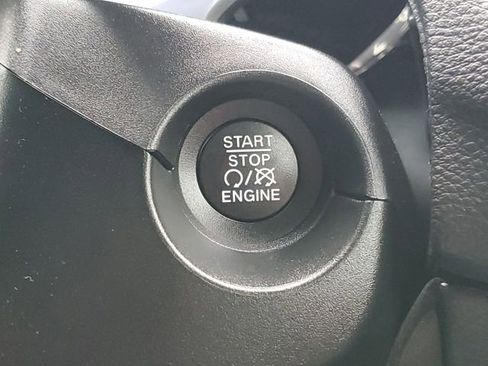 START
STOP
/
ENGINE